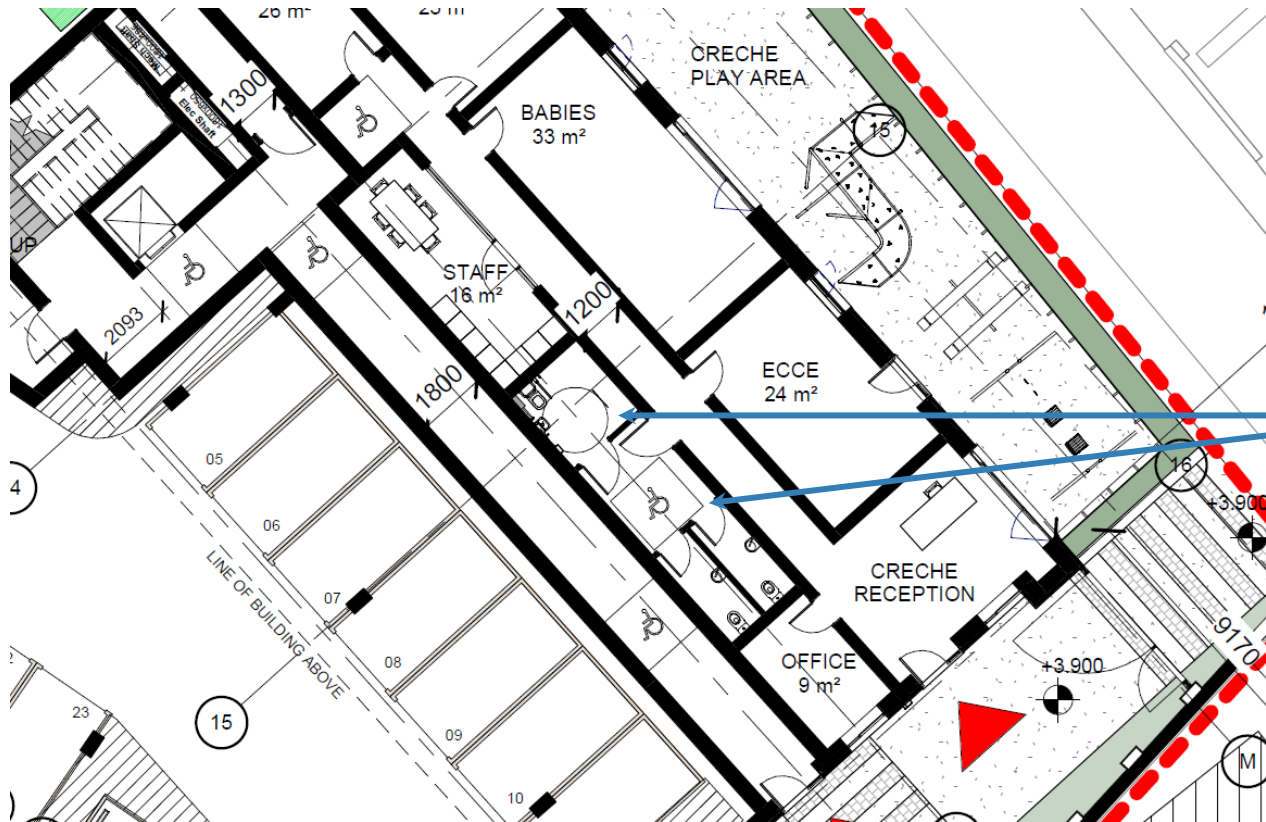 26 m²
25 m
Mech Shaft
Elec Shaft
1300
CRECHE
PLAY AREA
BABIES
33 m²
15
UP
STAFF
16 m²
1200
2093
ECCE
24 m²
1800
4
05
16
+3.900
06
LINE OF BUILDING ABOVE
07
CRECHE
RECEPTION
08
OFFICE
9 m²
+3.900
9170
23
15
09
M
10